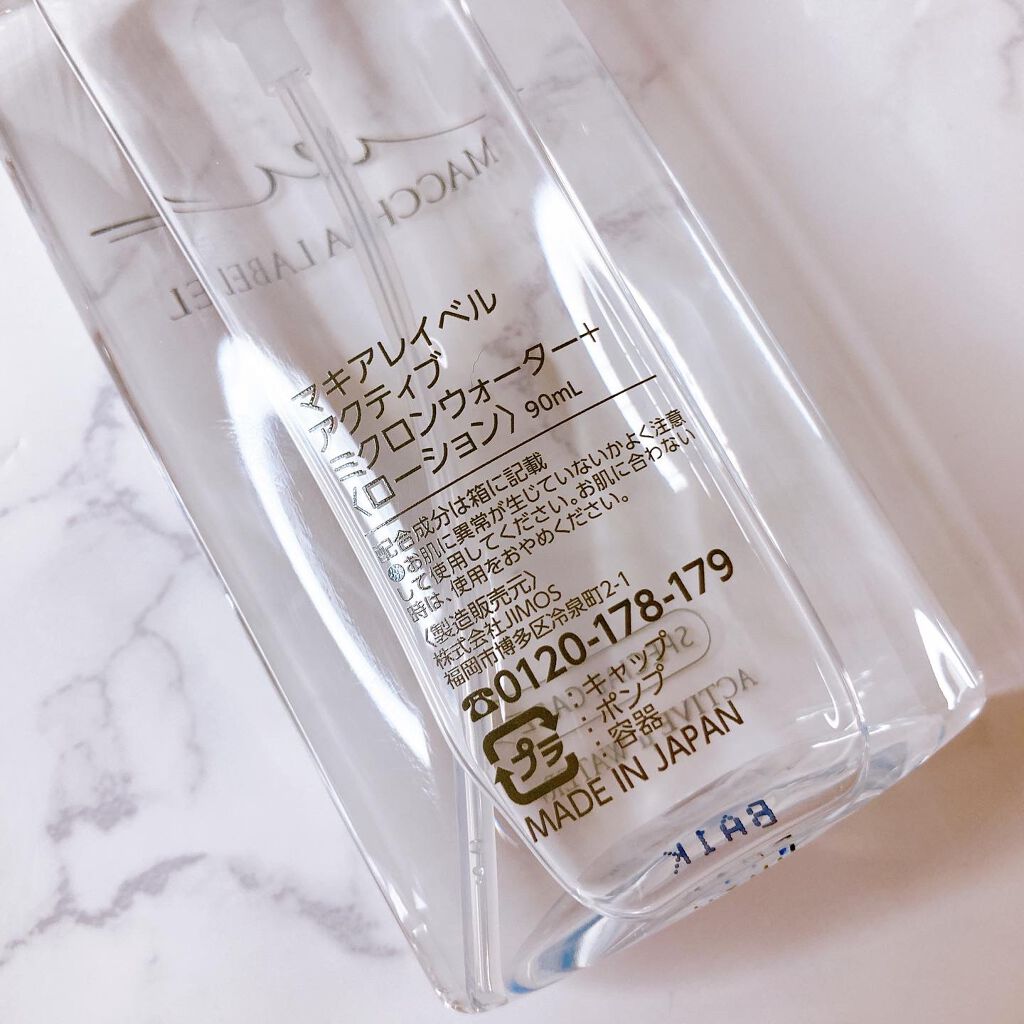 MACCHIA LABEL
マキアレイベル
アクティブ
ミクロンウォーター+
〈ローション〉 90mL
配合成分は箱に記載
●お肌に異常が生じていないかよく注意
して使用してください。お肌に合わない
時は、使用をおやめください。
〈製造販売元〉
株式会社JIMOS
福岡市博多区冷泉町2-1
☎0120-178-179
プラ
:キャップ
:ポンプ
:容器
MADE IN JAPAN